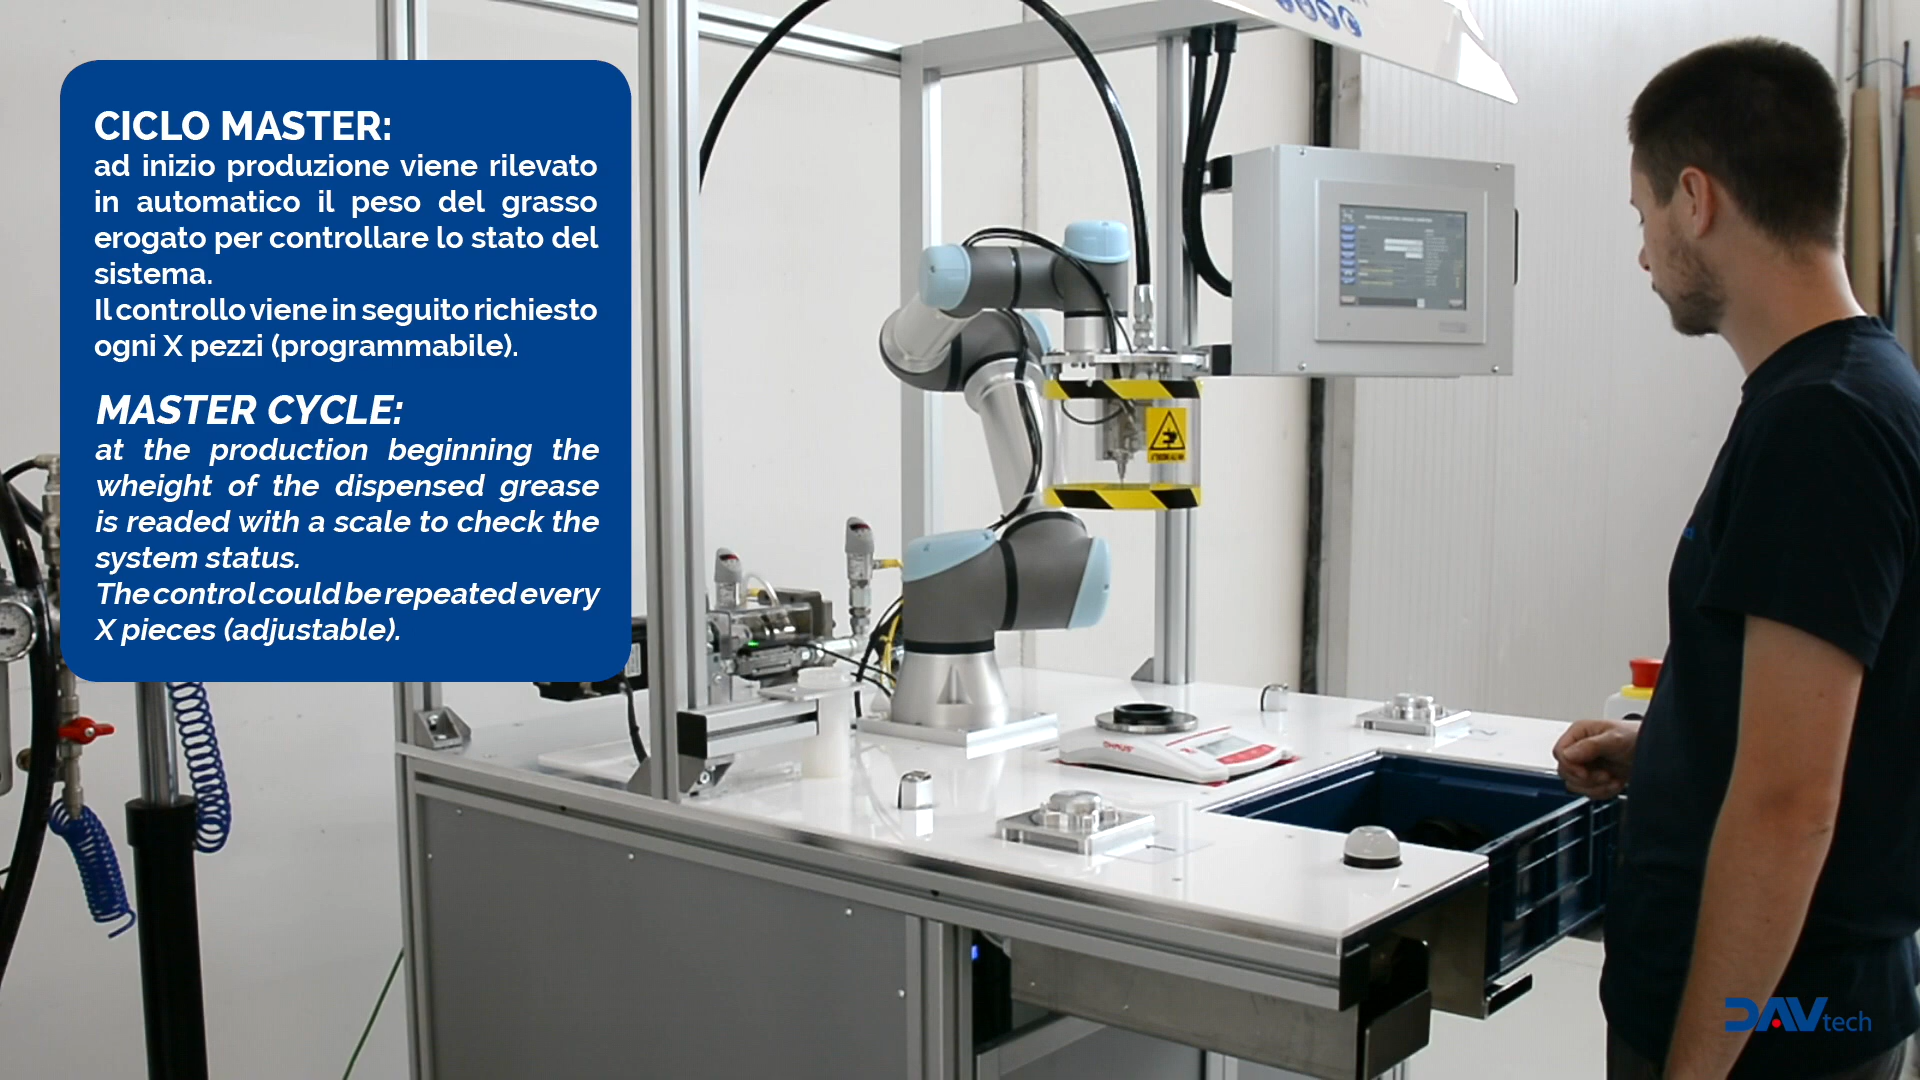 CICLO MASTER:
ad inizio produzione viene rilevato
in automatico il peso del grasso
erogato per controllare lo stato del
sistema.
Il controllo viene in seguito richiesto
ogni X pezzi (programmabile).
MASTER CYCLE:
at the production beginning the
wheight of the dispensed grease
is readed with a scale to check the
system status.
The control could be repeated every
X pieces (adjustable).
OHAUS
DAVtech